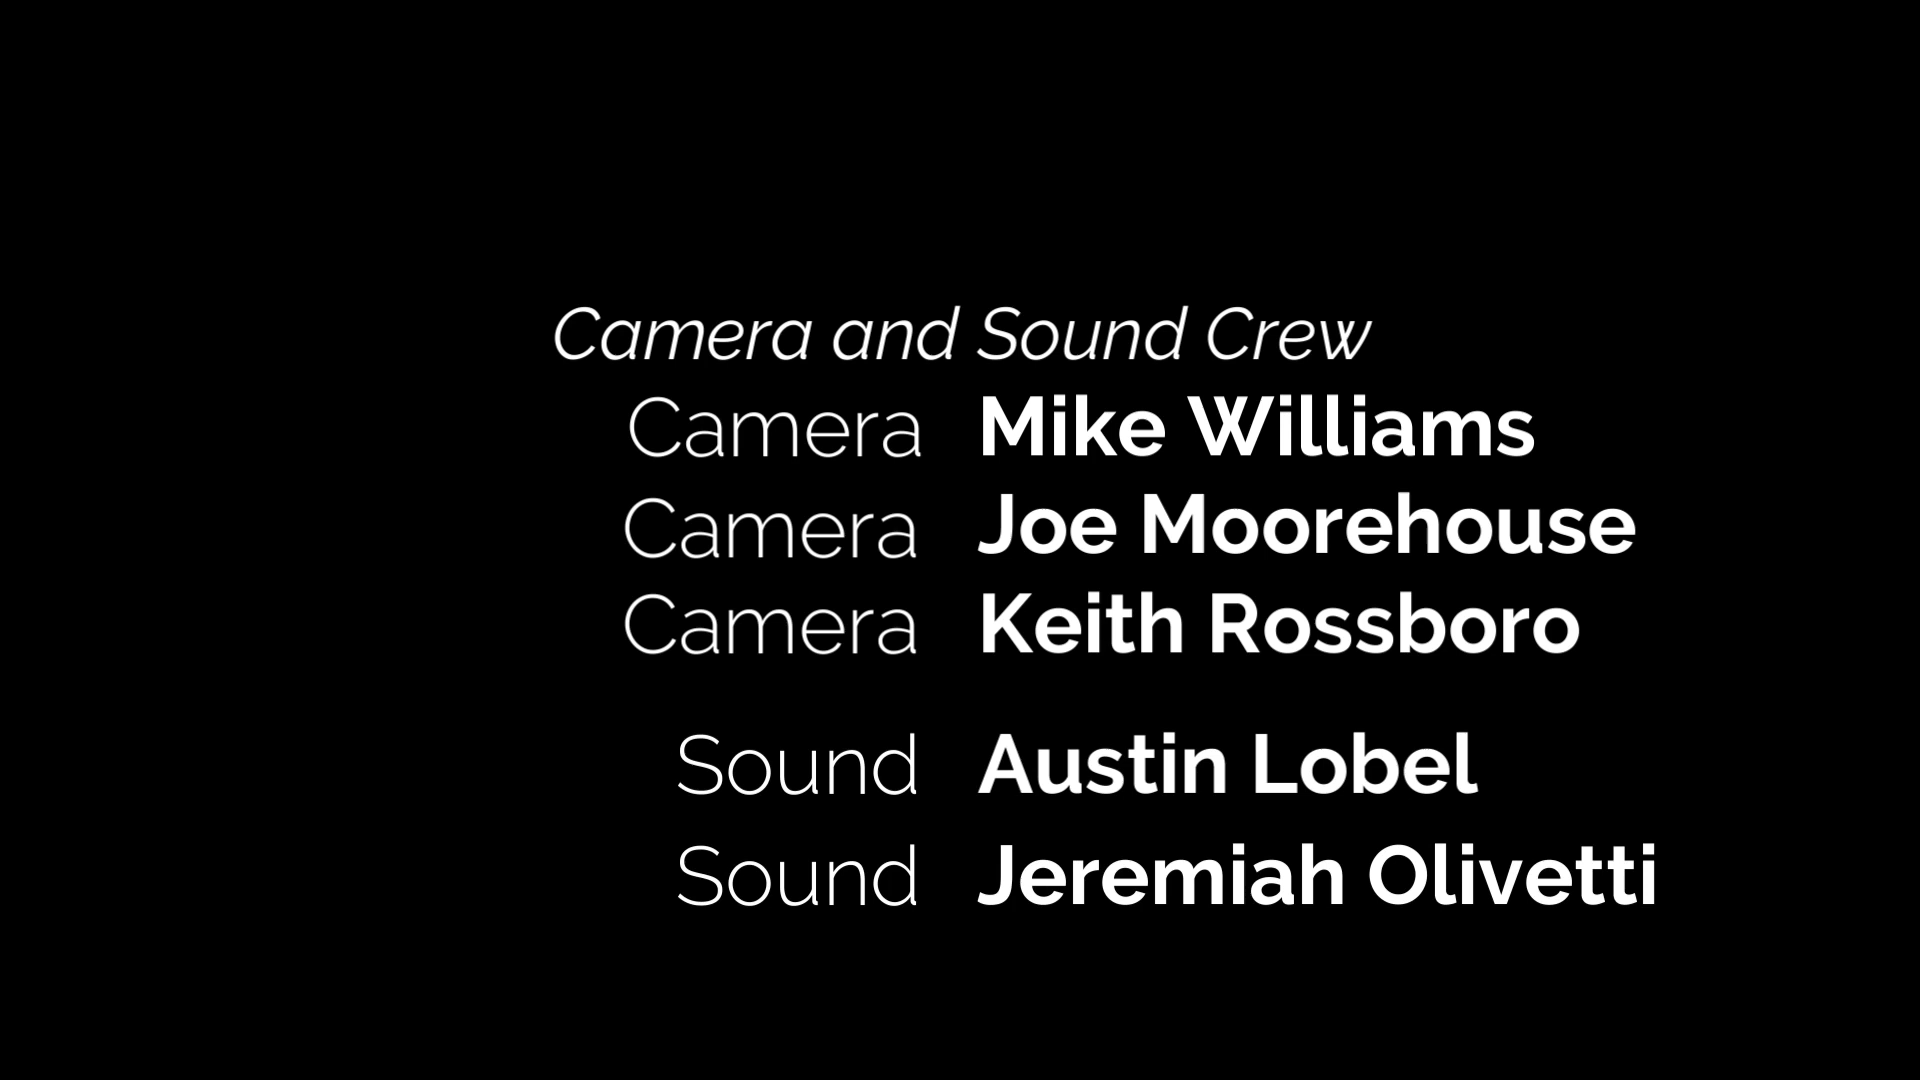 Camera and Sound Crew
Camera Mike Williams
Camera Joe Moorehouse
Camera Keith Rossboro
Sound Austin Lobel
Sound Jeremiah Olivetti